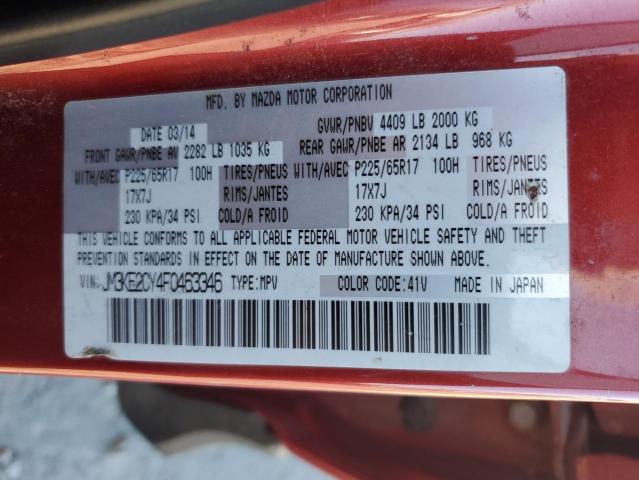 MFD. BY MAZDA MOTOR CORPORATION
DATE 03/14 GVWR/PNBV 4409 LB 2000 KG
FRONT GAWR/PNBE AV 2282 LB 1035 KG REAR GAWR/PNBE AR 2134 LB 968 KG
WITH/AVEC P225/65R17 100H TIRES/PNEUS WITH/AVEC P225/65R17 100H TIRES/PNEUS
17X7J RIMS/JANTES 17X7J RIMS/JANTES
230 KPA/34 PSI COLD/A FROID 230 KPA/34 PSI COLD/A FROID
THIS VEHICLE CONFORMS TO ALL APPLICABLE FEDERAL MOTOR VEHICLE SAFETY AND THEFT
PREVENTION STANDARDS IN EFFECT ON THE DATE OF MANUFACTURE SHOWN ABOVE.
VIN: JM3KE2CY4F0463346 TYPE:MPV COLOR CODE:41V MADE IN JAPAN